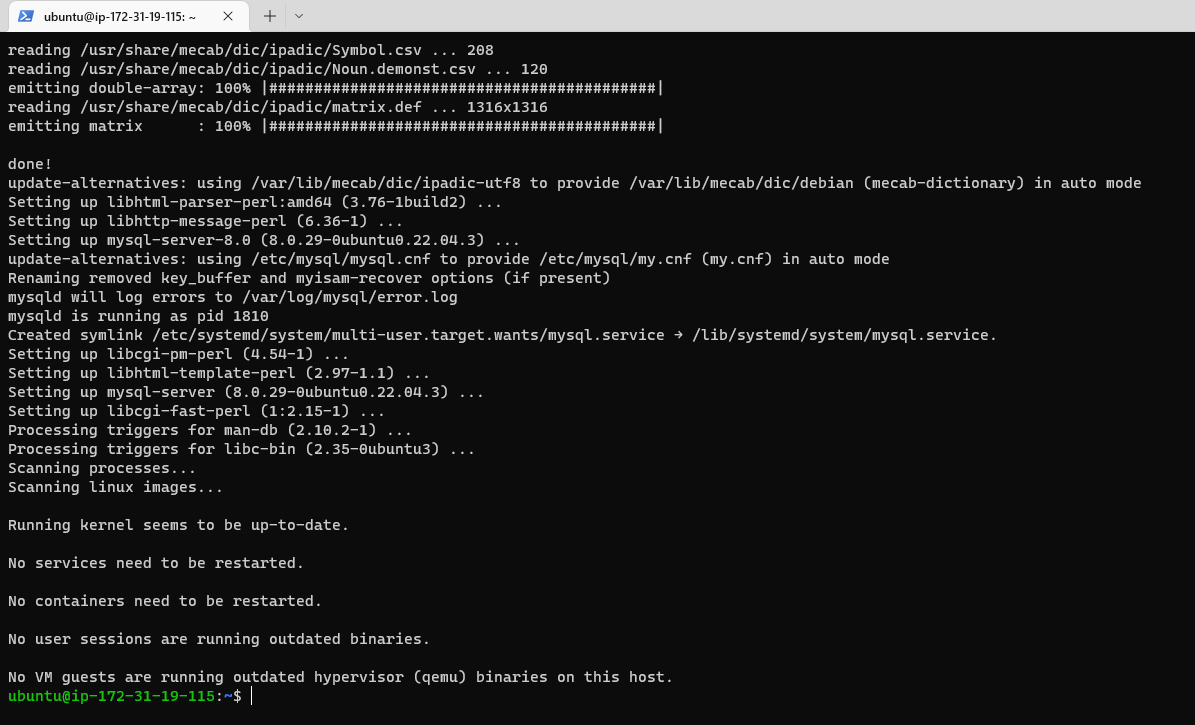 ubuntu@ip-172-31-19-115: ~
reading /usr/share/mecab/dic/ipadic/Symbol.csv ... 208
reading /usr/share/mecab/dic/ipadic/Noun.demonst.csv ... 120
emitting double-array: 100% |###########################################|
reading /usr/share/mecab/dic/ipadic/matrix.def ... 1316x1316
emitting matrix      : 100% |###########################################|
done!
update-alternatives: using /var/lib/mecab/dic/ipadic-utf8 to provide /var/lib/mecab/dic/debian (mecab-dictionary) in auto mode
Setting up libhtml-parser-perl:amd64 (3.76-1build2) ...
Setting up libhttp-message-perl (6.36-1) ...
Setting up mysql-server-8.0 (8.0.29-0ubuntu0.22.04.3) ...
update-alternatives: using /etc/mysql/mysql.cnf to provide /etc/mysql/my.cnf (my.cnf) in auto mode
Renaming removed key_buffer and myisam-recover options (if present)
mysqld will log errors to /var/log/mysql/error.log
mysqld is running as pid 1810
Created symlink /etc/systemd/system/multi-user.target.wants/mysql.service → /lib/systemd/system/mysql.service.
Setting up libcgi-pm-perl (4.54-1) ...
Setting up libhtml-template-perl (2.97-1.1) ...
Setting up mysql-server (8.0.29-0ubuntu0.22.04.3) ...
Setting up libcgi-fast-perl (1:2.15-1) ...
Processing triggers for man-db (2.10.2-1) ...
Processing triggers for libc-bin (2.35-0ubuntu3) ...
Scanning processes...
Scanning linux images...
Running kernel seems to be up-to-date.
No services need to be restarted.
No containers need to be restarted.
No user sessions are running outdated binaries.
No VM guests are running outdated hypervisor (qemu) binaries on this host.
ubuntu@ip-172-31-19-115:~$